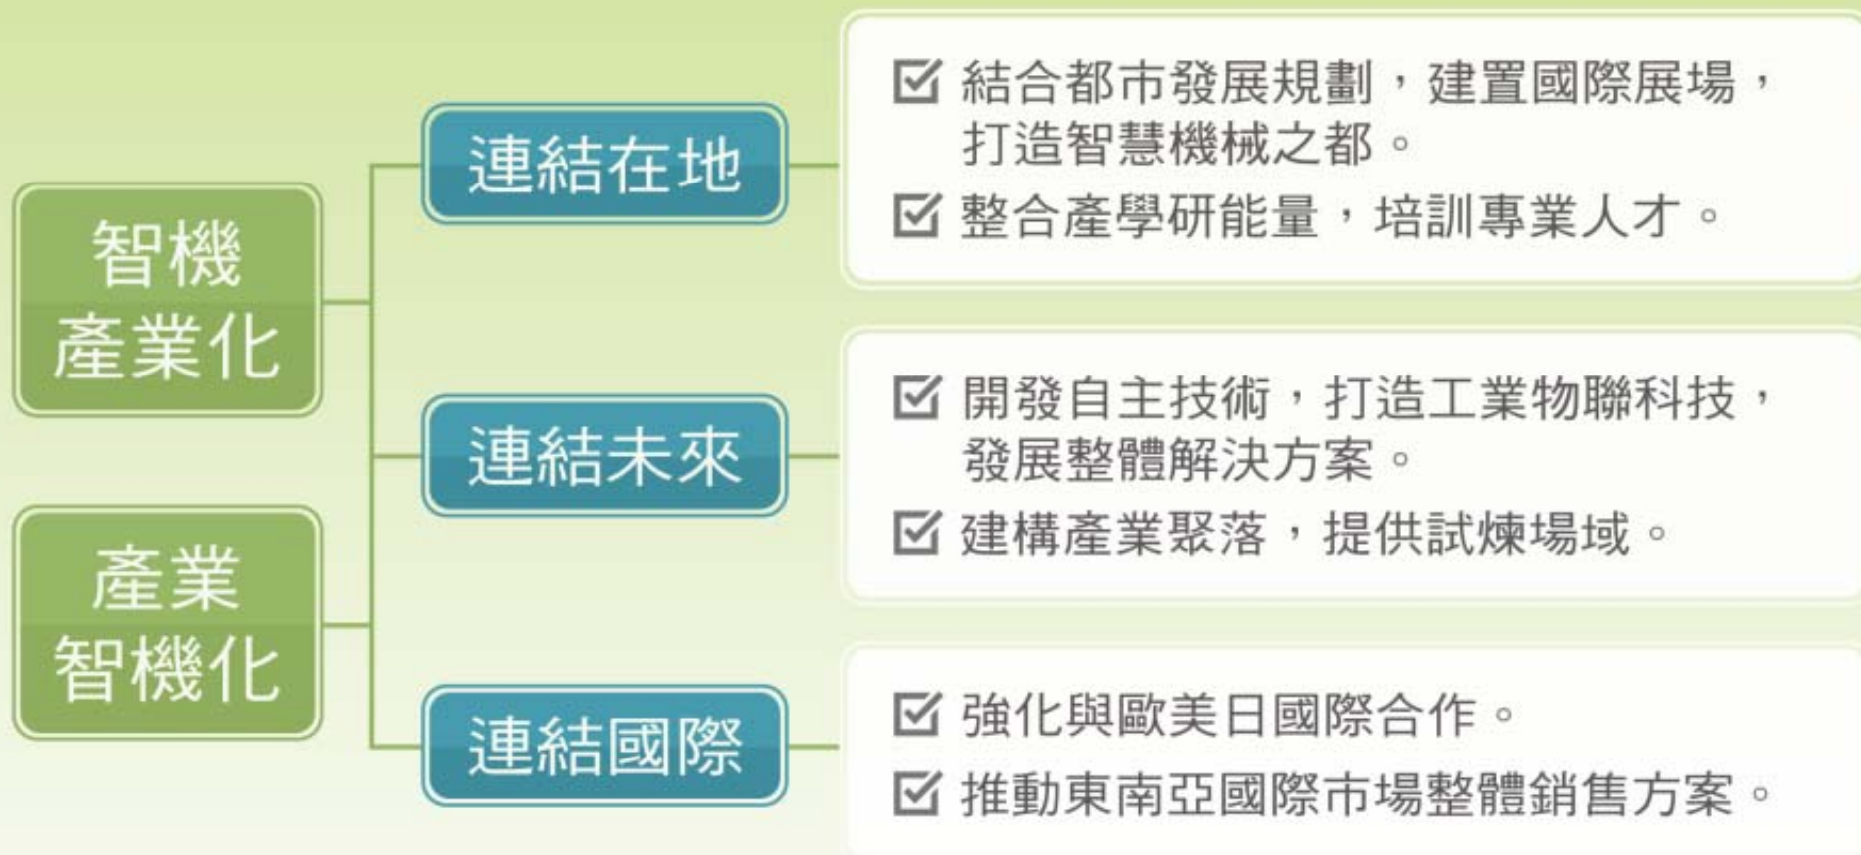 智機
產業化
產業
智機化
連結在地
結合都市發展規劃，建置國際展場，
打造智慧機械之都。
整合產學研能量，培訓專業人才。
連結未來
開發自主技術，打造工業物聯科技，
發展整體解決方案。
建構產業聚落，提供試煉場域。
連結國際
強化與歐美日國際合作。
推動東南亞國際市場整體銷售方案。